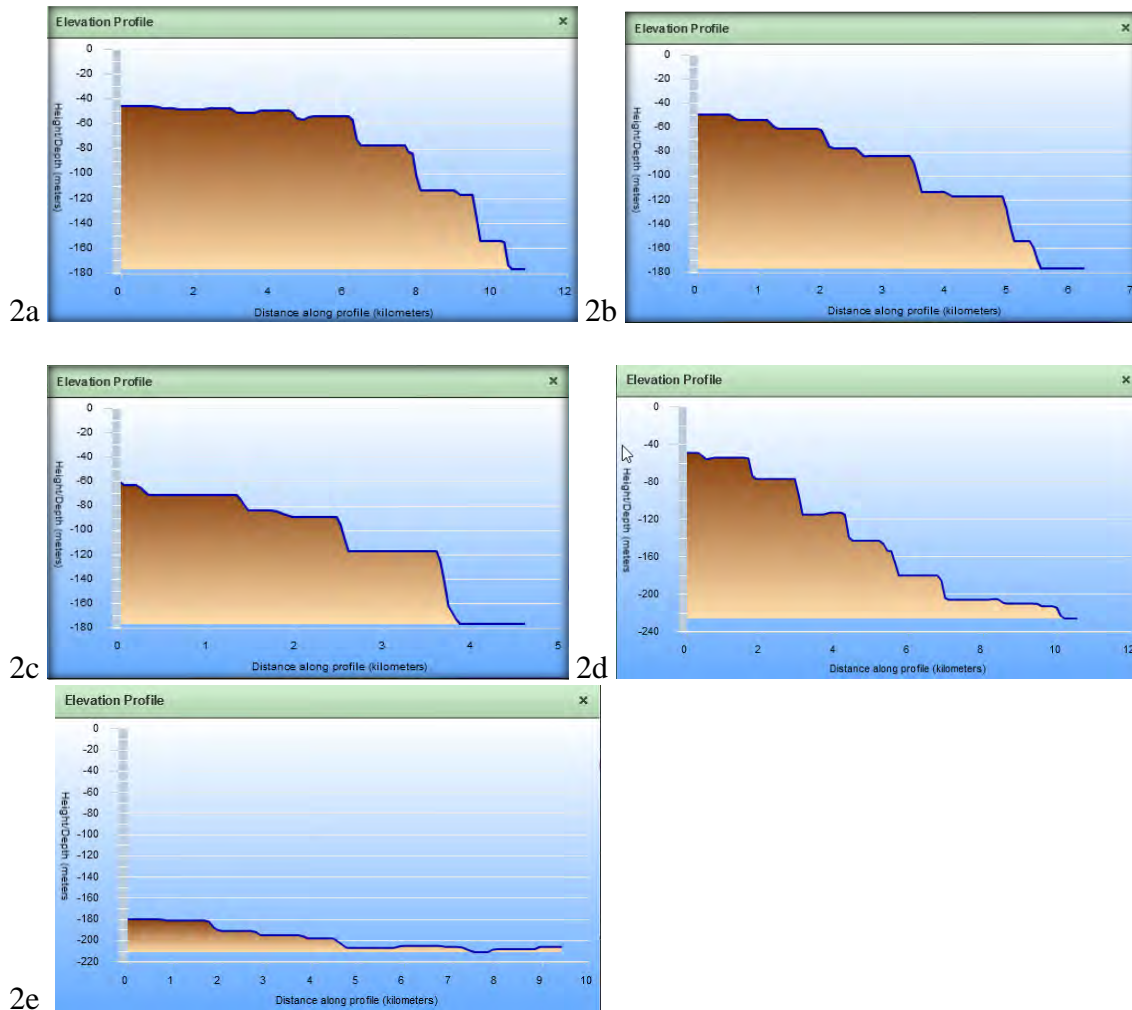 Elevation Profile ×
0
-20
-40
-60
-80
-100
-120
-140
-160
-180
Height/Depth (meters)
0 2 4 6 8 10 12
Distance along profile (kilometers)
2a
Elevation Profile ×
0
-20
-40
-60
-80
-100
-120
-140
-160
-180
Height/Depth (meters)
0 1 2 3 4 5 6 7
Distance along profile (kilometers)
2b
Elevation Profile ×
0
-20
-40
-60
-80
-100
-120
-140
-160
-180
Height/Depth (meters)
0 1 2 3 4 5
Distance along profile (kilometers)
2c
Elevation Profile ×
0
-40
-80
-120
-160
-200
-240
Height/Depth (meters
0 2 4 6 8 10 12
Distance along profile (kilometers)
2d
Elevation Profile ×
0
-20
-40
-60
-80
-100
-120
-140
-160
-180
-200
-220
Height/Depth (meters
0 1 2 3 4 5 6 7 8 9 10
Distance along profile (kilometers)
2e